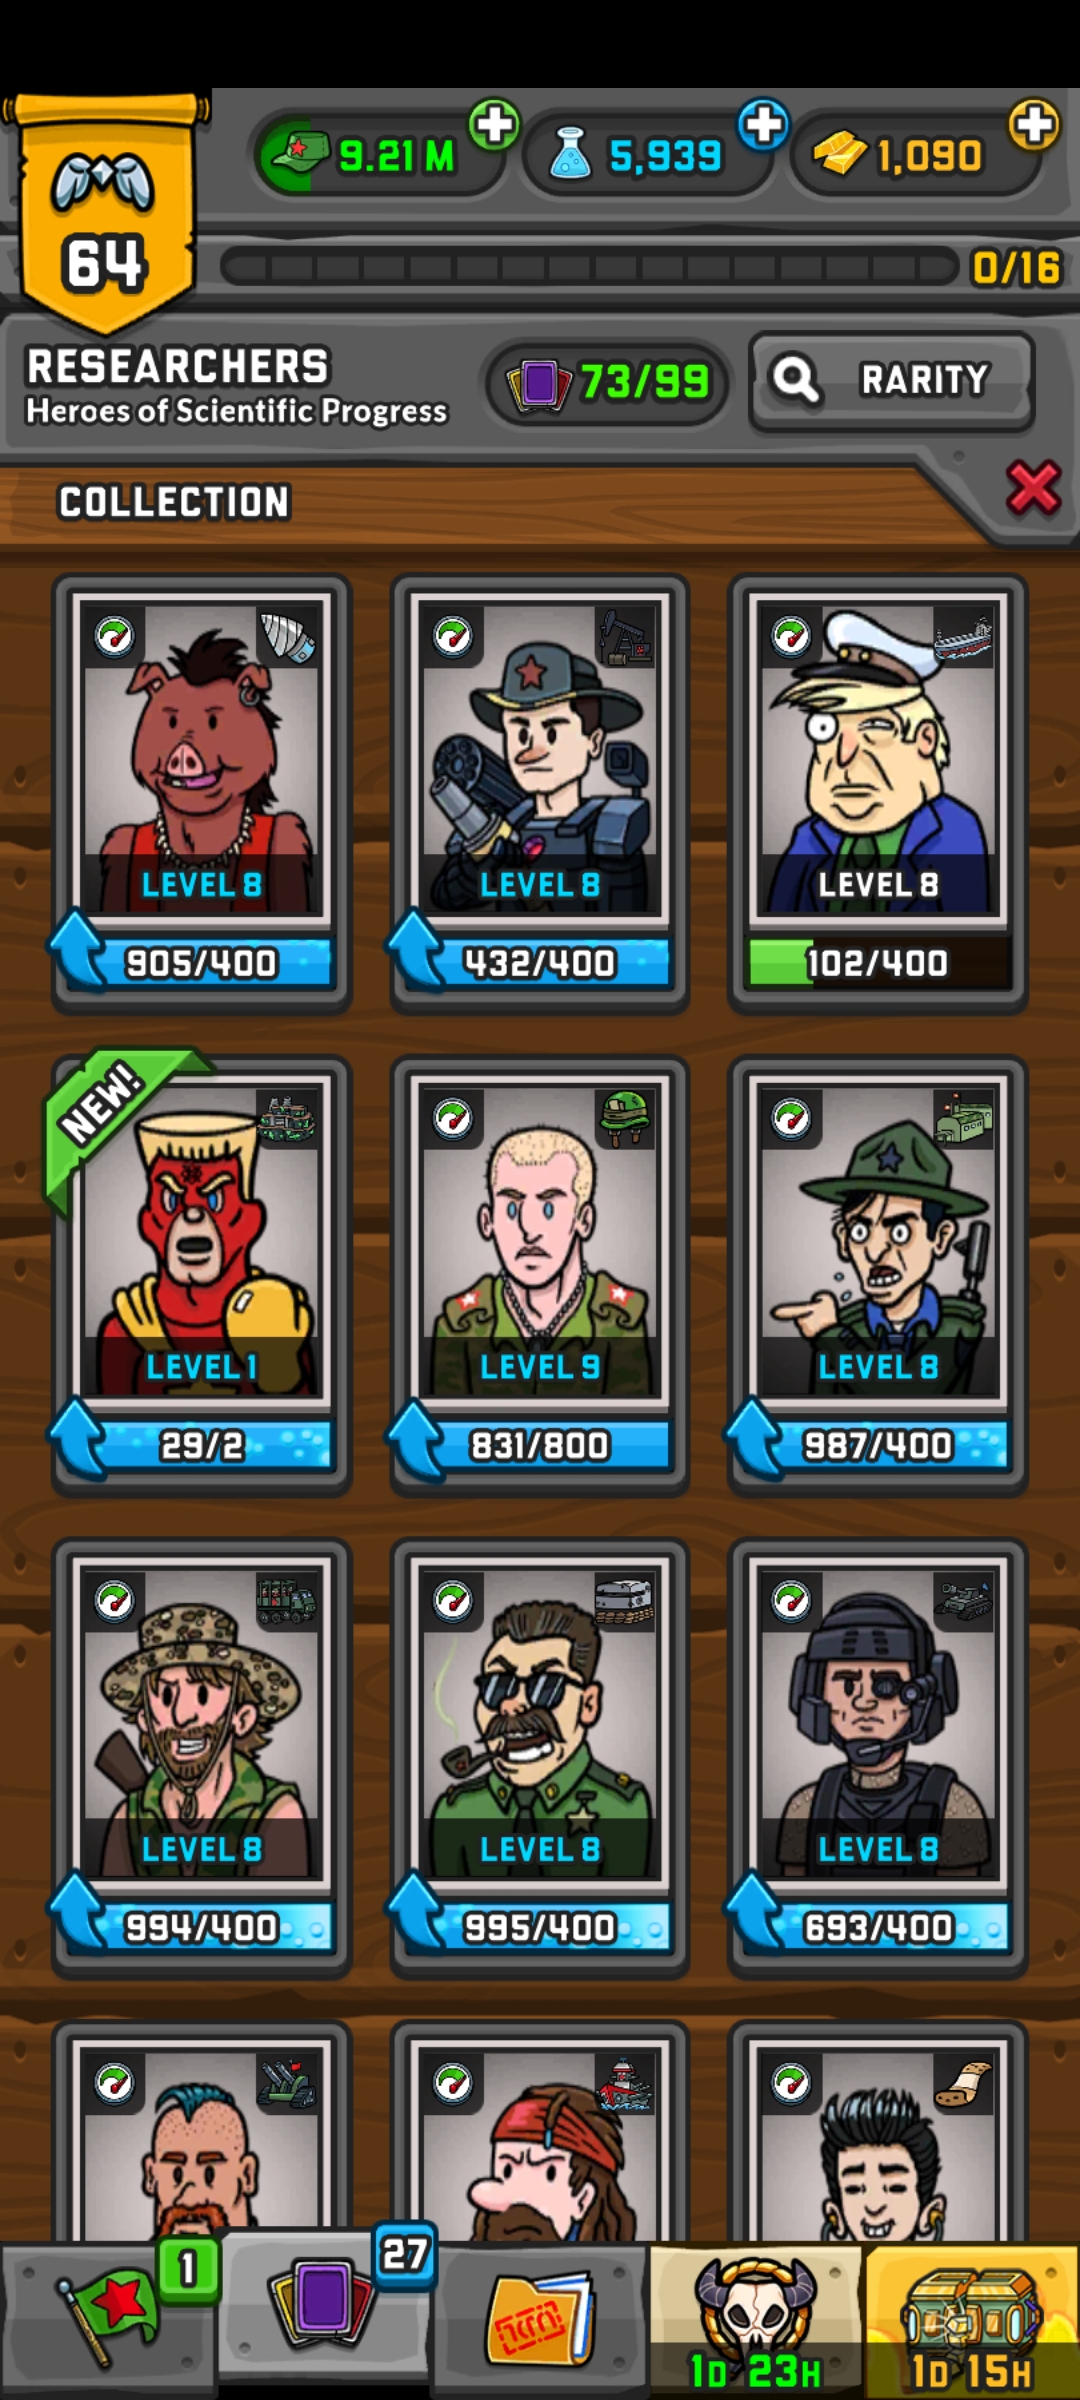 9.21 M
5,939
1,090
64
0/16
RESEARCHERS
Heroes of Scientific Progress
73/99
RARITY
COLLECTION
LEVEL 8
LEVEL 8
LEVEL 8
905/400
432/400
102/400
NEW!
LEVEL 1
LEVEL 9
LEVEL 8
29/2
831/800
987/400
LEVEL 8
LEVEL 8
LEVEL 8
994/400
995/400
693/400
1
27
1D 23H
1D 15H